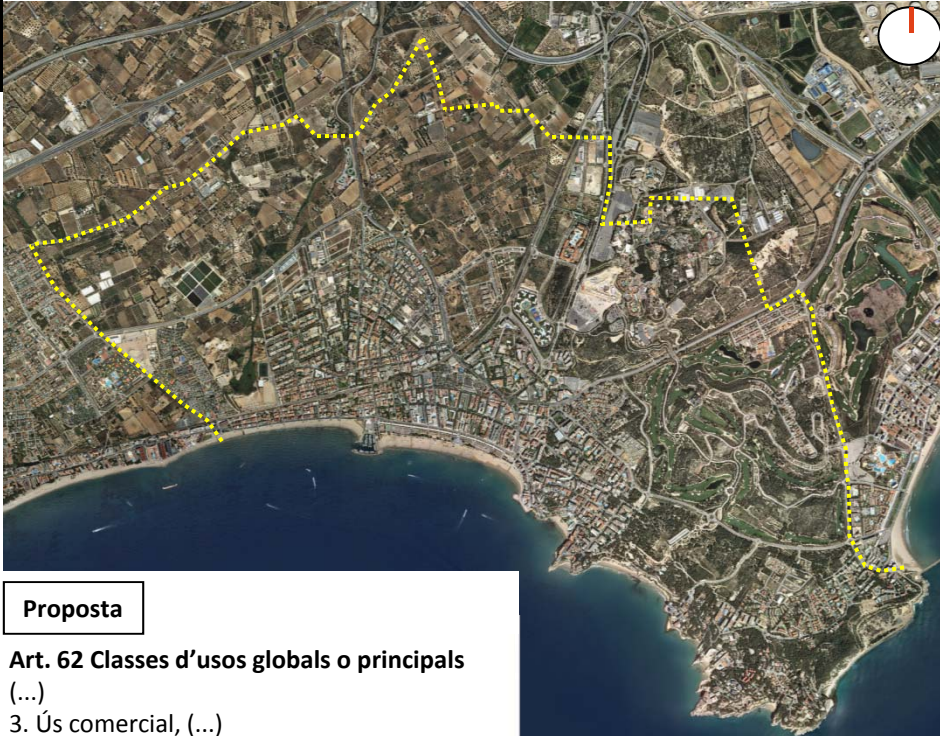 Proposta
Art. 62 Classes d’usos globals o principals
(...)
3. Ús comercial, (...)